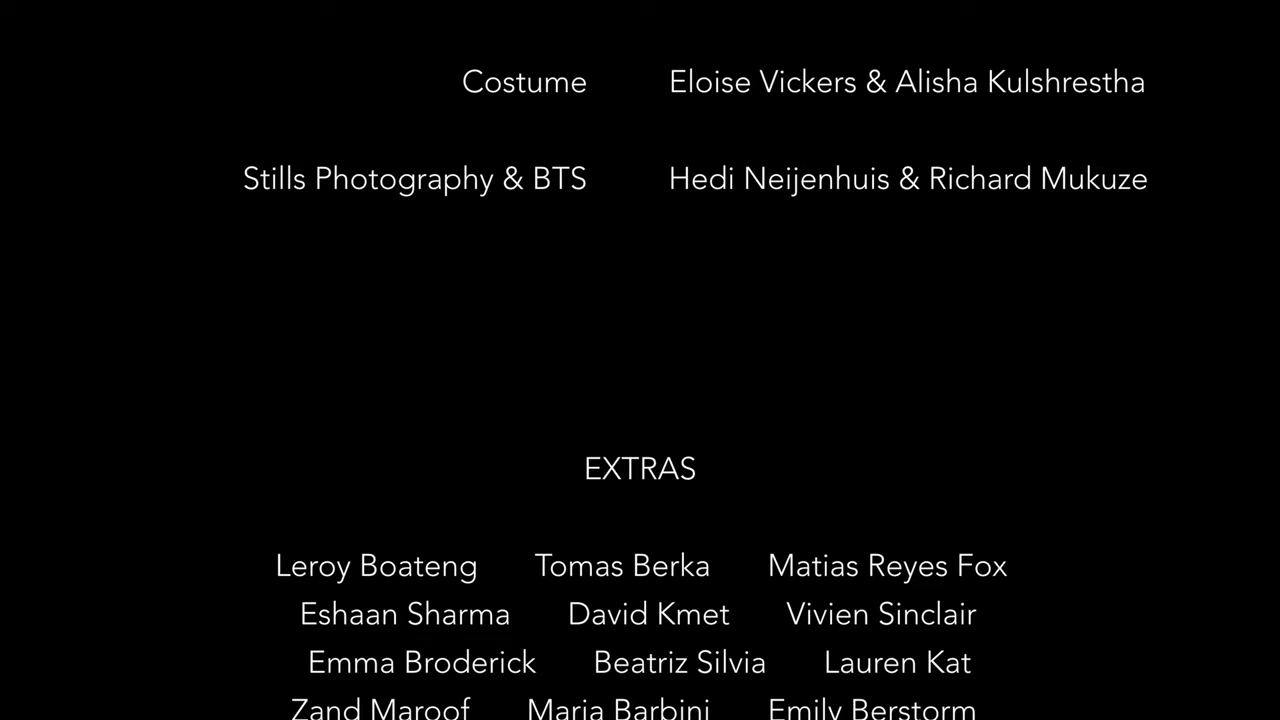 Costume Eloise Vickers & Alisha Kulshrestha
Stills Photography & BTS Hedi Neijenhuis & Richard Mukuze
EXTRAS
Leroy Boateng Tomas Berka Matias Reyes Fox
Eshaan Sharma David Kmet Vivien Sinclair
Emma Broderick Beatriz Silvia Lauren Kat
Zand Maroof Maria Barbini Emily Berstorm